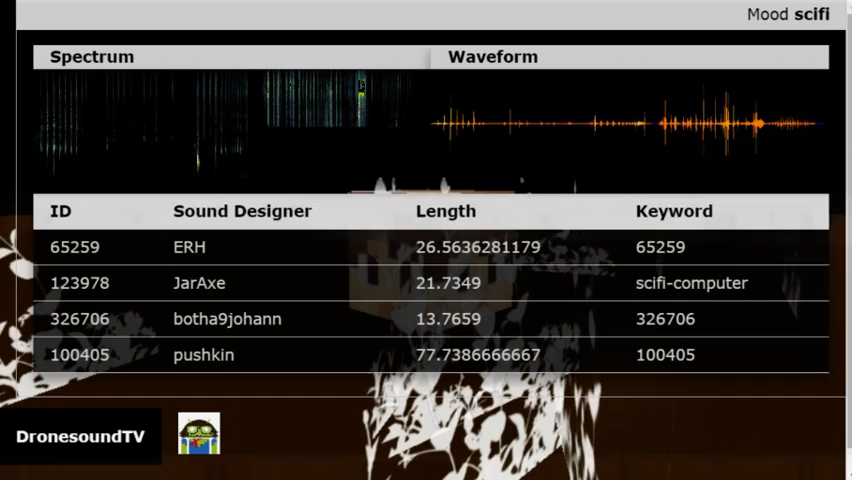 Mood scifi
Spectrum Waveform
ID Sound Designer Length Keyword
65259 ERH 26.5636281179 65259
123978 JarAxe 21.7349 scifi-computer
326706 botha9johann 13.7659 326706
100405 pushkin 77.7386666667 100405
DronesoundTV